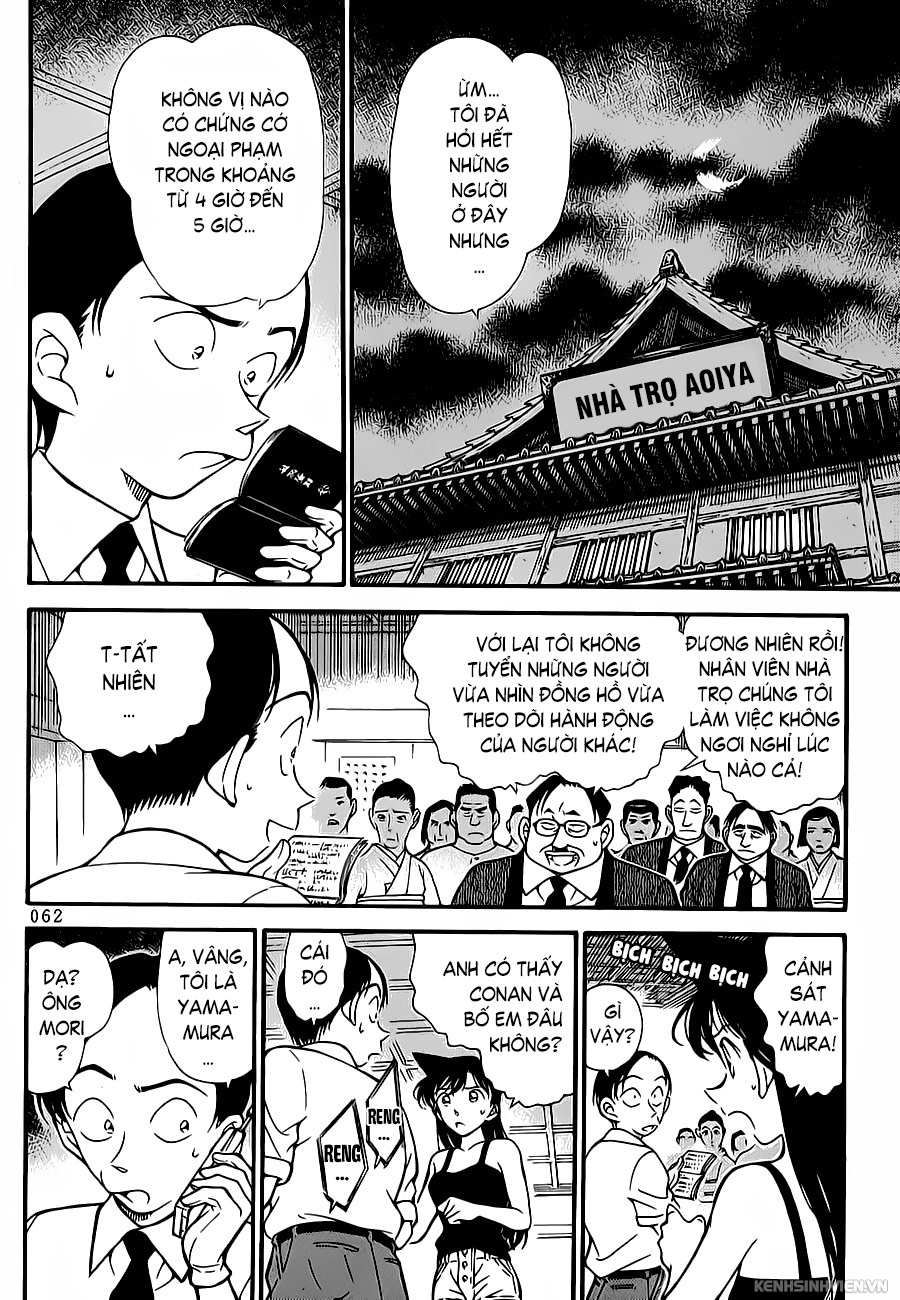 ỪM...
TÔI ĐÃ
HỎI HẾT
NHỮNG
NGƯỜI
Ở ĐÂY
NHƯNG
...
NHÀ TRỌ AOIYA
KHÔNG VỊ NÀO
CÓ CHỨNG CỚ
NGOẠI PHẠM
TRONG KHOẢNG
TỪ 4 GIỜ ĐẾN
5 GIỜ...
ĐƯƠNG NHIÊN RỒI!
NHÂN VIÊN NHÀ
TRỌ CHÚNG TÔI
LÀM VIỆC KHÔNG
NGƠI NGHỈ LÚC
NÀO CẢ!
VỚI LẠI TÔI KHÔNG
TUYỂN NHỮNG NGƯỜI
VỪA NHÌN ĐỒNG HỒ VỪA
THEO DÕI HÀNH ĐỘNG
CỦA NGƯỜI KHÁC!
T-TẤT
NHIÊN
...
062
CẢNH
SÁT
YAMA-
MURA!
BỊCH BỊCH BỊCH
GÌ
VẬY?
ANH CÓ THẤY
CONAN VÀ
BỐ EM ĐÂU
KHÔNG?
CÁI
ĐÓ
...
RENG
...
RENG
...
A, VÂNG,
TÔI LÀ
YAMA-
MURA
...
DẠ?
ÔNG
MORI
?
KENHSINHVIEN.VN